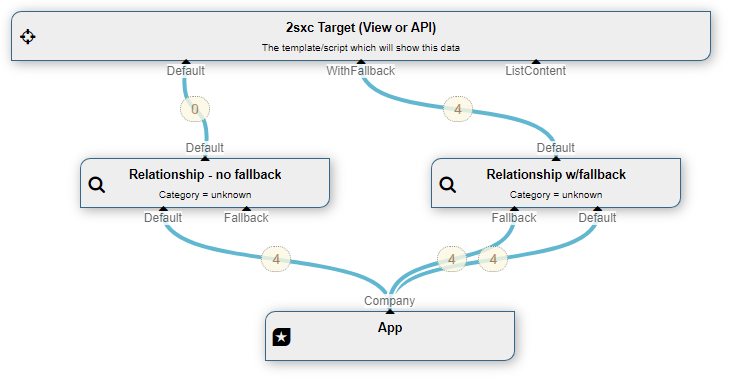 2sxc Target (View or API)
The template/script which will show this data
Default WithFallback ListContent
0 4
Default Default
Relationship - no fallback Relationship w/fallback
Category = unknown Category = unknown
Default Fallback Fallback Default
4 4 4
Company
App